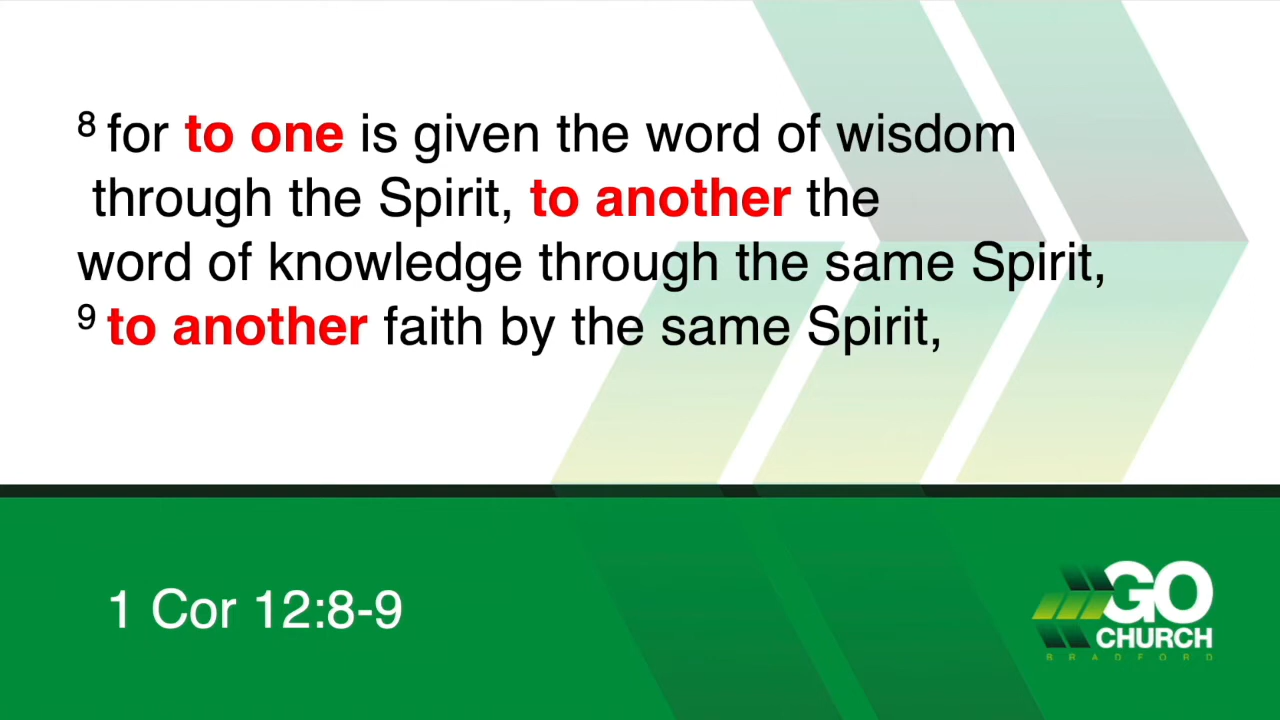 8 for to one is given the word of wisdom
through the Spirit, to another the
word of knowledge through the same Spirit,
9 to another faith by the same Spirit,
1 Cor 12:8-9
GO
CHURCH
BRADFORD